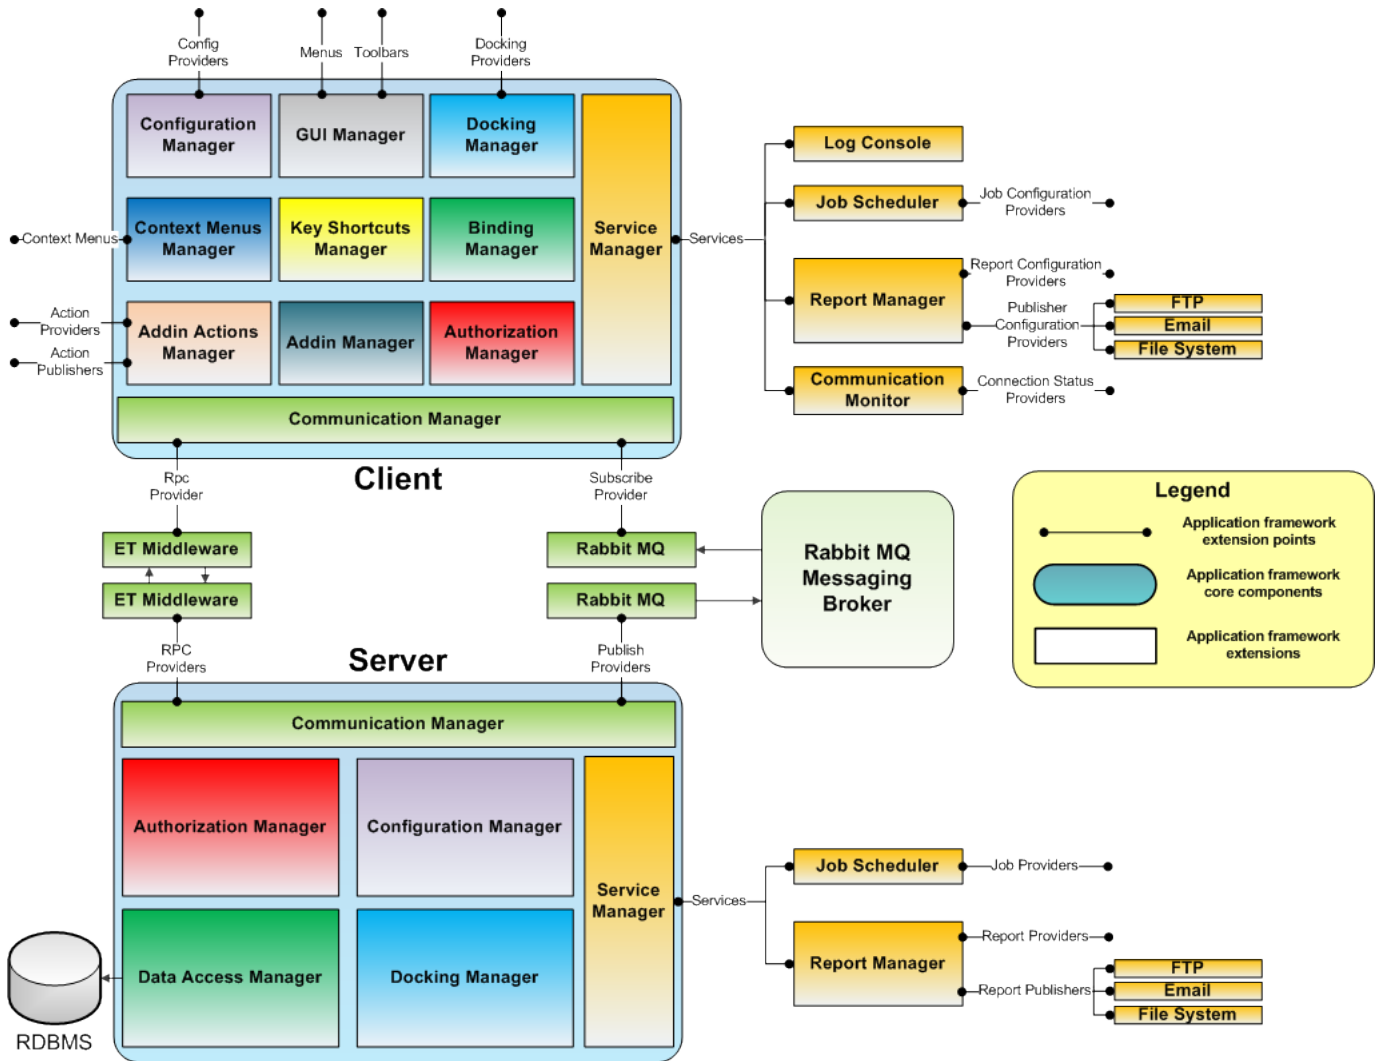 Config
Providers
Menus
Toolbars
Docking
Providers
Configuration
Manager
GUI Manager
Docking
Manager
Service
Manager
Context Menus
Context Menus
Manager
Key Shortcuts
Manager
Binding
Manager
Action
Providers
Action
Publishers
Addin Actions
Manager
Addin Manager
Authorization
Manager
Communication Manager
Services
Log Console
Job Scheduler
Job Configuration
Providers
Report Manager
Report Configuration
Providers
Publisher
Configuration
Providers
FTP
Email
File System
Communication
Monitor
Connection Status
Providers
Client
Rpc
Provider
Subscribe
Provider
ET Middleware
ET Middleware
Rabbit MQ
Rabbit MQ
Rabbit MQ
Messaging
Broker
Legend
Application framework
extension points
Application framework
core components
Application framework
extensions
RPC
Providers
Server
Publish
Providers
Communication Manager
Authorization Manager
Configuration Manager
Service
Manager
Data Access Manager
Docking Manager
RDBMS
Services
Job Scheduler
Job Providers
Report Manager
Report Providers
Report Publishers
FTP
Email
File System